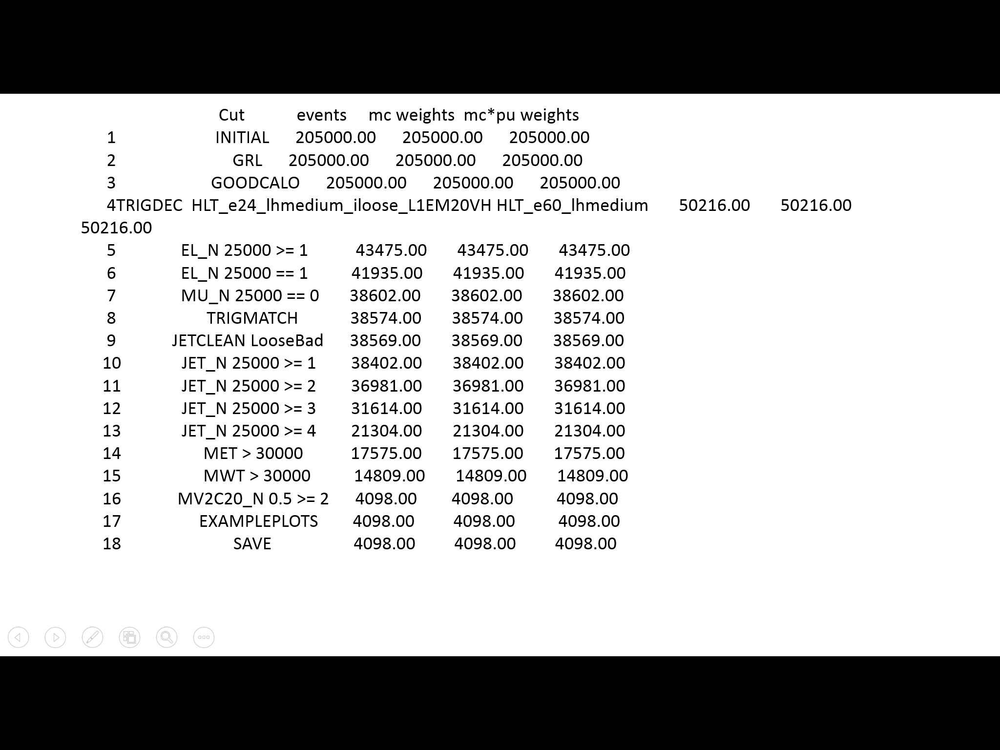 Cut events mc weights mc*pu weights
1 INITIAL 205000.00 205000.00 205000.00
2 GRL 205000.00 205000.00 205000.00
3 GOODCALO 205000.00 205000.00 205000.00
4TRIGDEC HLT_e24_lhmedium_iloose_L1EM20VH HLT_e60_lhmedium 50216.00 50216.00
50216.00
5 EL_N 25000 >= 1 43475.00 43475.00 43475.00
6 EL_N 25000 == 1 41935.00 41935.00 41935.00
7 MU_N 25000 == 0 38602.00 38602.00 38602.00
8 TRIGMATCH 38574.00 38574.00 38574.00
9 JETCLEAN LooseBad 38569.00 38569.00 38569.00
10 JET_N 25000 >= 1 38402.00 38402.00 38402.00
11 JET_N 25000 >= 2 36981.00 36981.00 36981.00
12 JET_N 25000 >= 3 31614.00 31614.00 31614.00
13 JET_N 25000 >= 4 21304.00 21304.00 21304.00
14 MET > 30000 17575.00 17575.00 17575.00
15 MWT > 30000 14809.00 14809.00 14809.00
16 MV2C20_N 0.5 >= 2 4098.00 4098.00 4098.00
17 EXAMPLEPLOTS 4098.00 4098.00 4098.00
18 SAVE 4098.00 4098.00 4098.00